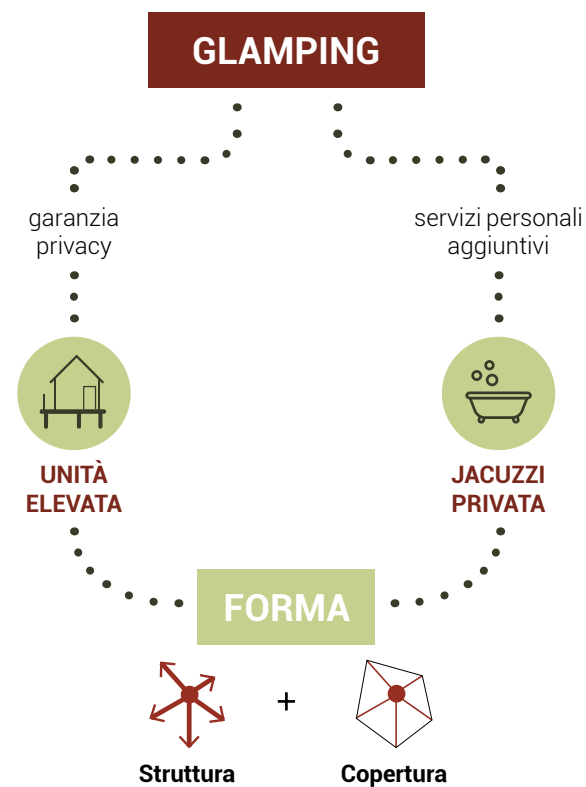 GLAMPING
garanzia
privacy
servizi personali
aggiuntivi
UNITÀ
ELEVATA
JACUZZI
PRIVATA
FORMA
+
Struttura
Copertura